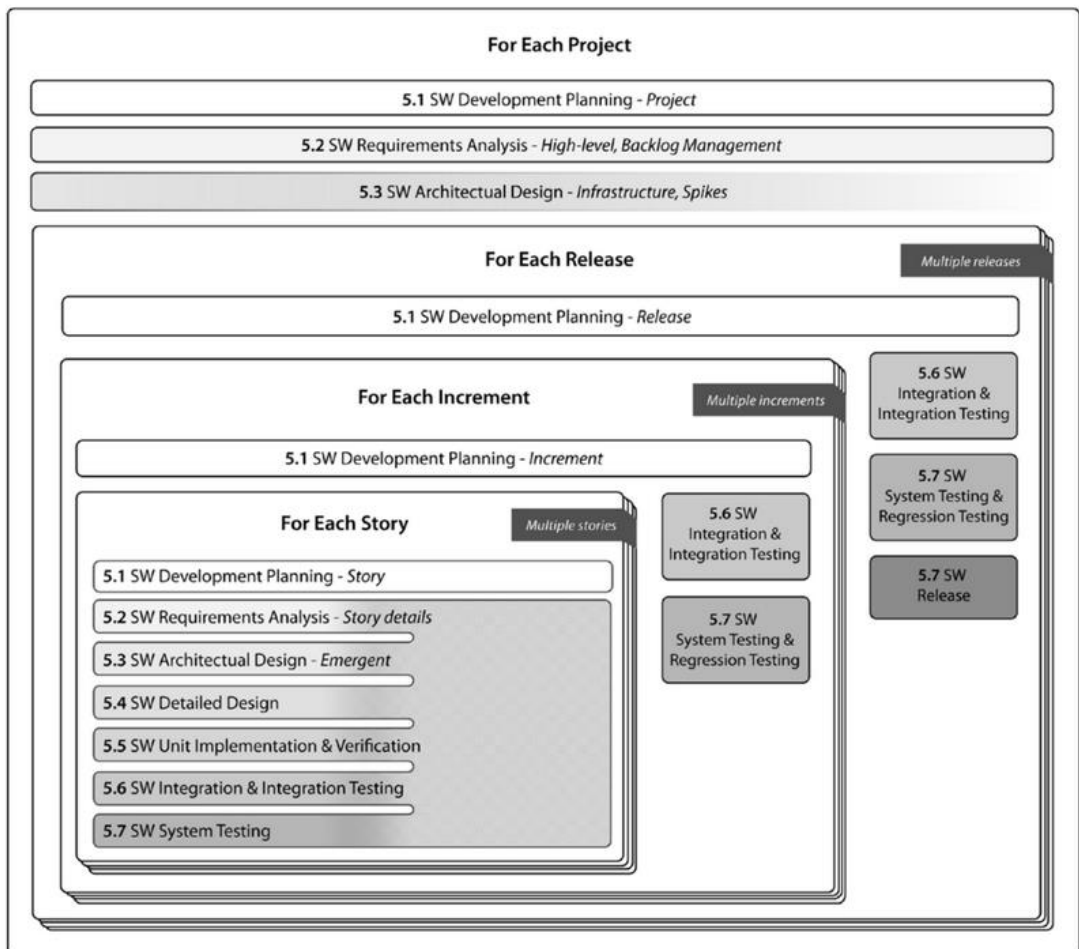 For Each Project
5.1 SW Development Planning - Project
5.2 SW Requirements Analysis - High-level, Backlog Management
5.3 SW Architectual Design - Infrastructure, Spikes
For Each Release
Multiple releases
5.1 SW Development Planning - Release
For Each Increment
Multiple increments
5.1 SW Development Planning - Increment
For Each Story
Multiple stories
5.1 SW Development Planning - Story
5.2 SW Requirements Analysis - Story details
5.3 SW Architectual Design - Emergent
5.4 SW Detailed Design
5.5 SW Unit Implementation & Verification
5.6 SW Integration & Integration Testing
5.7 SW System Testing
5.6 SW
Integration &
Integration Testing
5.7 SW
System Testing &
Regression Testing
5.6 SW
Integration &
Integration Testing
5.7 SW
System Testing &
Regression Testing
5.7 SW
Release